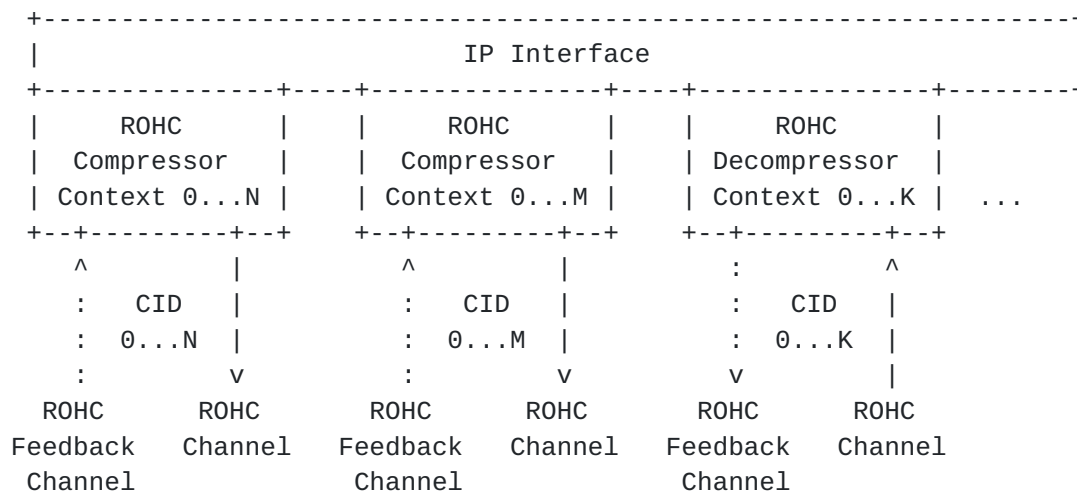 +------------------------------------------------------------------
|                           IP Interface
+---------------+----+---------------+----+---------------+--------
|     ROHC      |    |     ROHC      |    |     ROHC      |
|  Compressor   |    |  Compressor   |    | Decompressor  |
| Context 0...N |    | Context 0...M |    | Context 0...K |  ...
+--+---------+--+    +--+---------+--+    +--+---------+--+
   ^         |          ^         |          :         ^
   :   CID   |          :   CID   |          :   CID   |
   :  0...N  |          :  0...M  |          :  0...K  |
   :         v          :         v          v         |
 ROHC      ROHC       ROHC      ROHC       ROHC      ROHC
Feedback   Channel   Feedback   Channel   Feedback   Channel
Channel              Channel              Channel